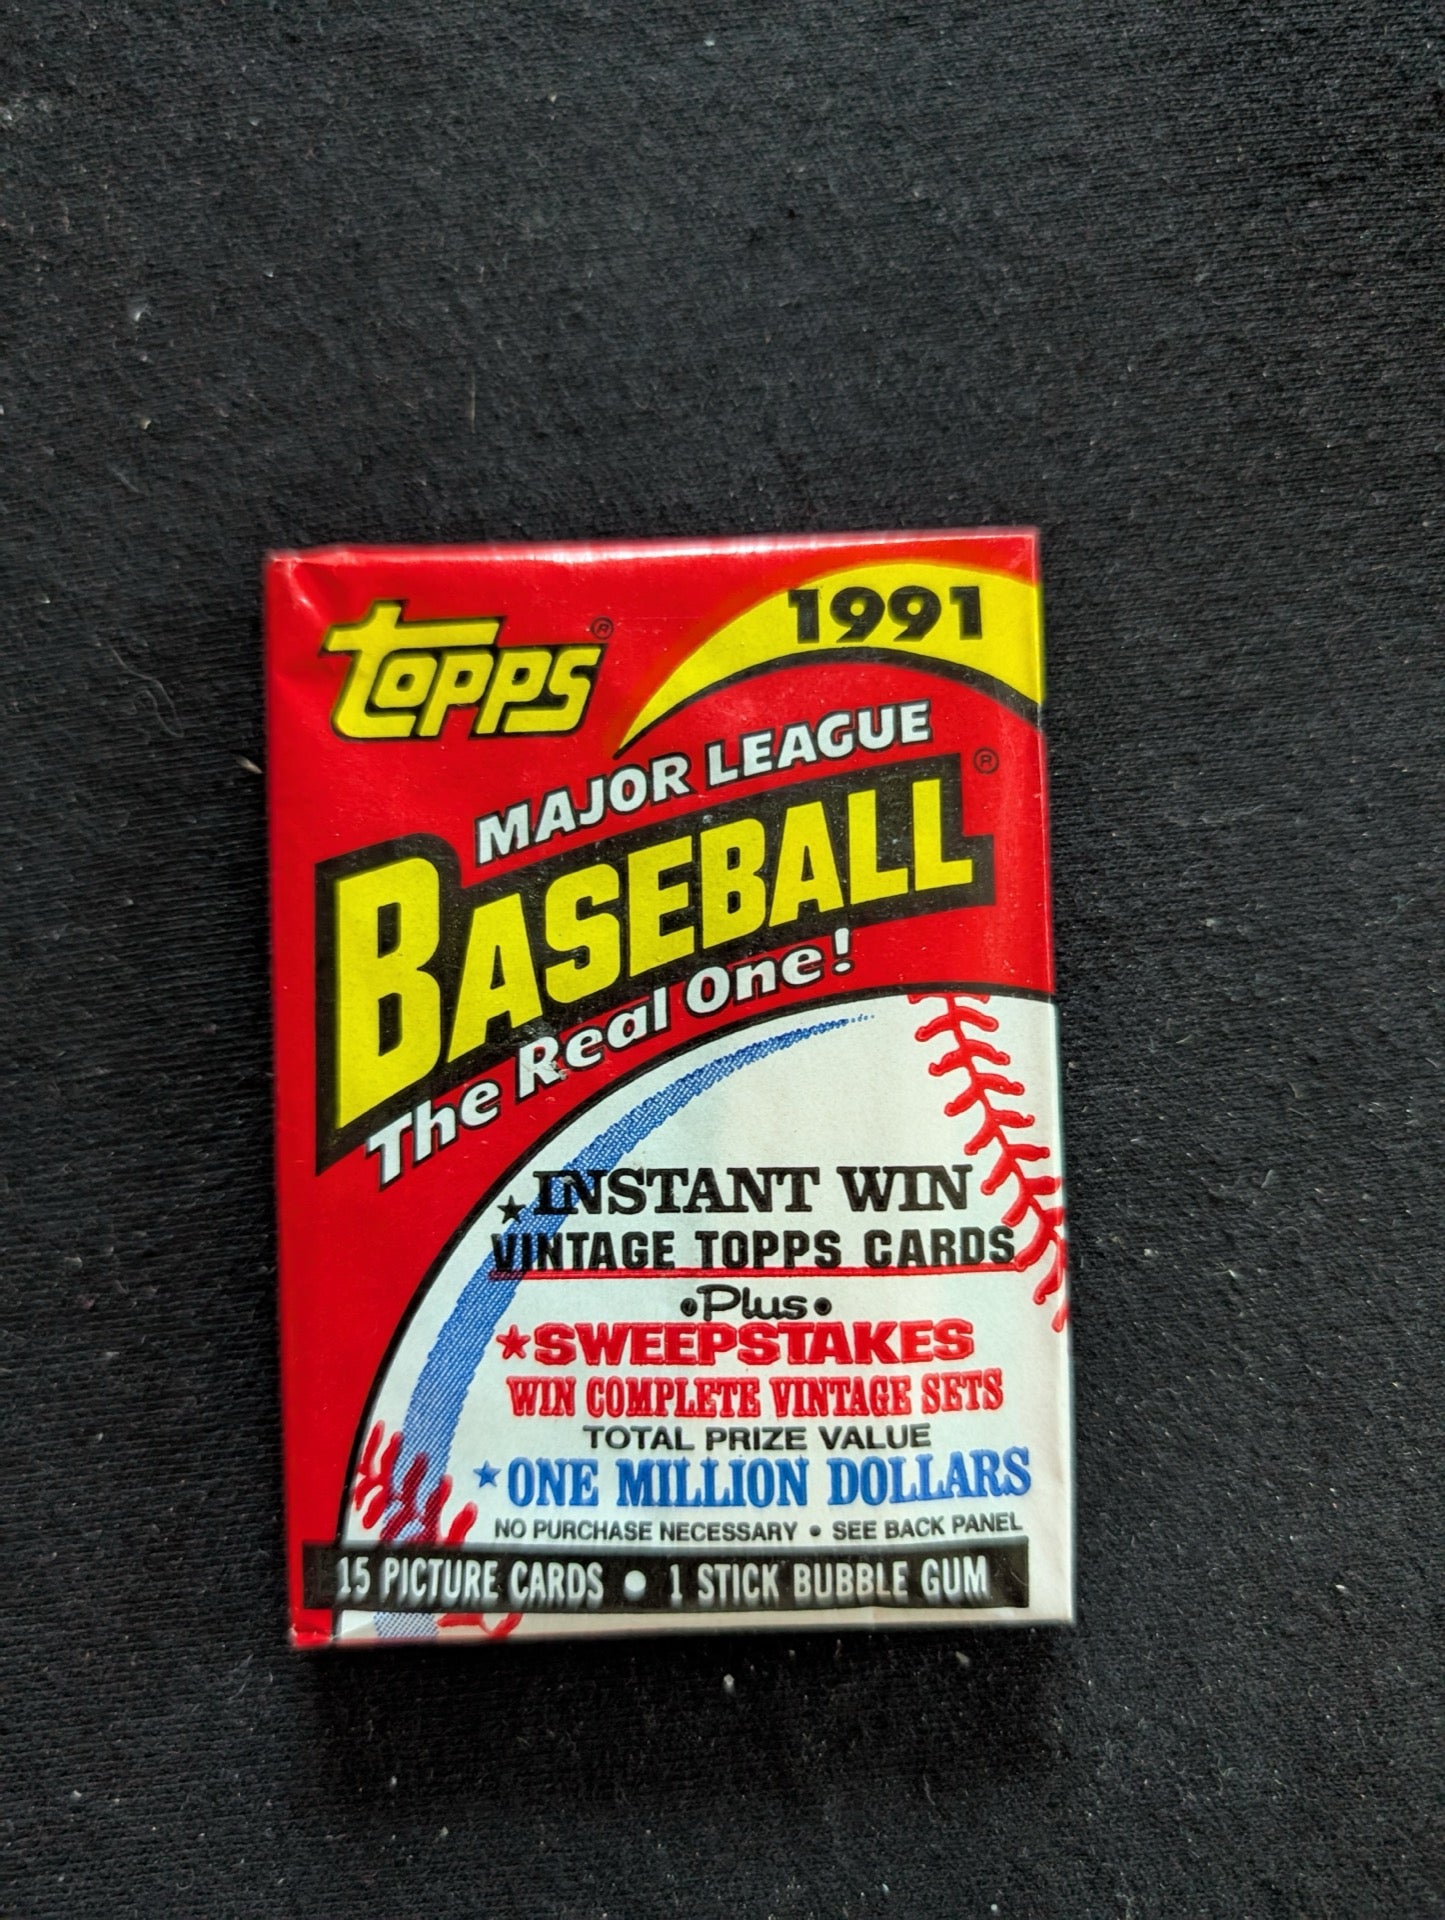 TOPPS®
1991
MAJOR LEAGUE
BASEBALL®
The Real One!
★INSTANT WIN
VINTAGE TOPPS CARDS
•Plus•
★SWEEPSTAKES
WIN COMPLETE VINTAGE SETS
TOTAL PRIZE VALUE
★ONE MILLION DOLLARS
NO PURCHASE NECESSARY • SEE BACK PANEL
15 PICTURE CARDS • 1 STICK BUBBLE GUM